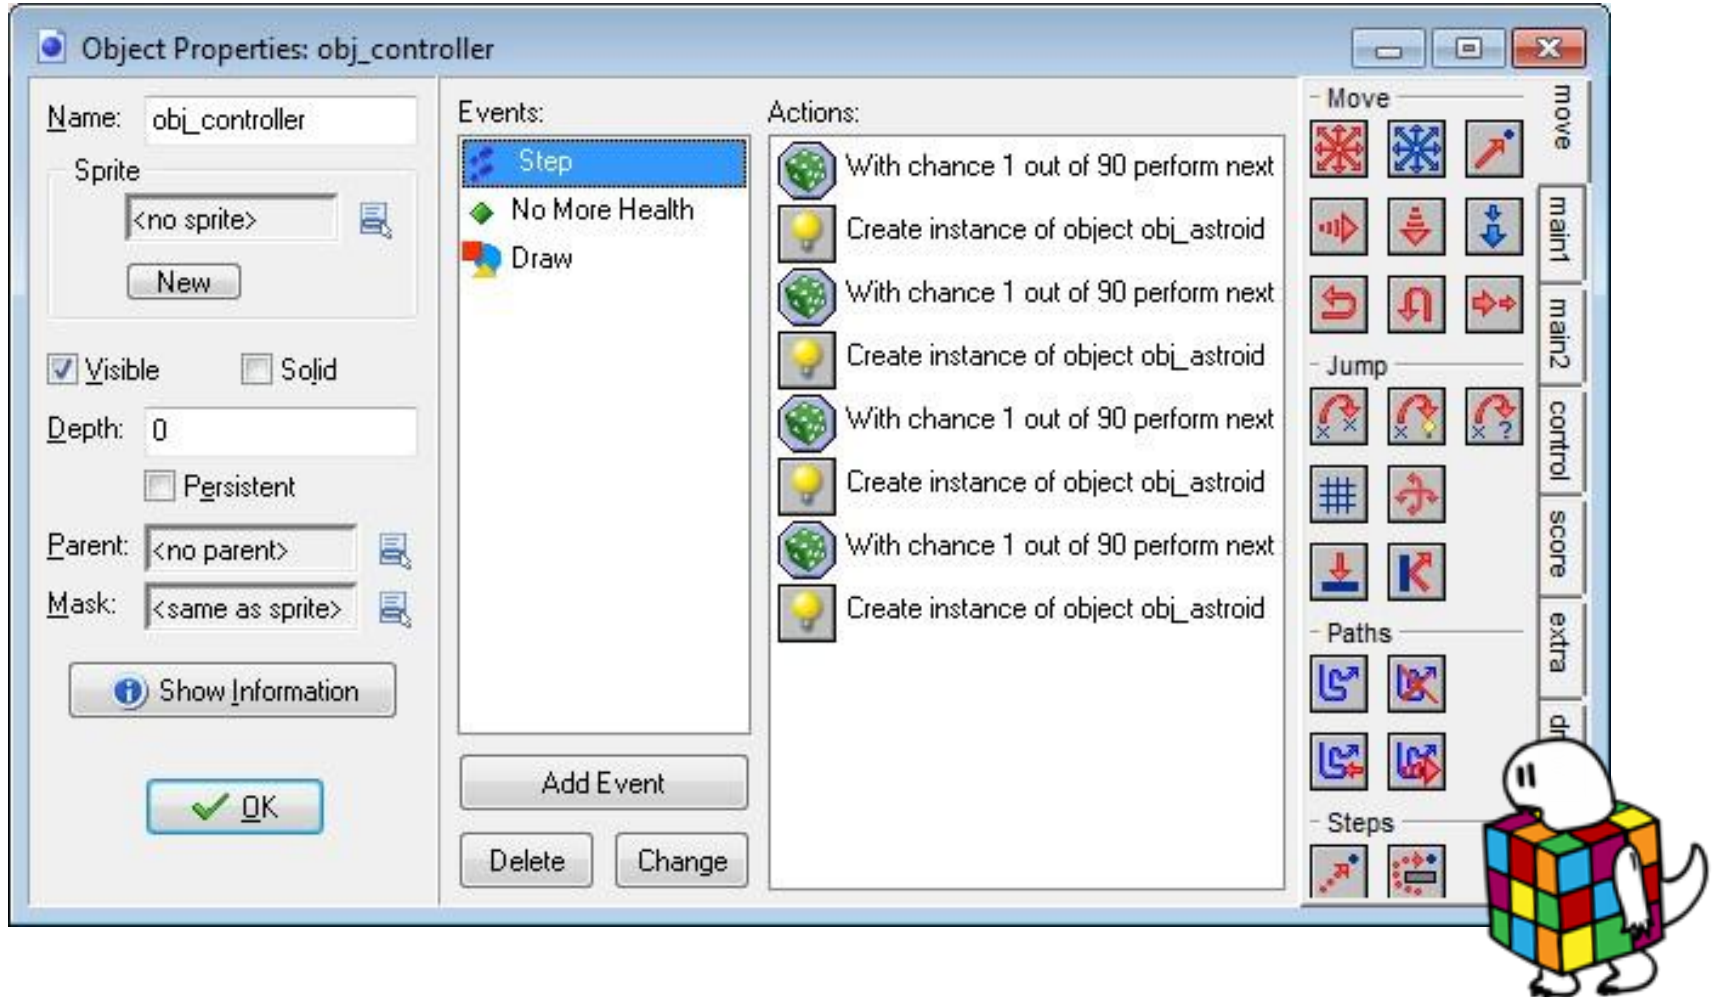 Object Properties: obj_controller
Name: obj_controller
Sprite
<no sprite>
New
Visible
Solid
Depth: 0
Persistent
Parent: <no parent>
Mask: <same as sprite>
Show Information
OK
Events:
Step
No More Health
Draw
Add Event
Delete
Change
Actions:
With chance 1 out of 90 perform next
Create instance of object obj_astroid
With chance 1 out of 90 perform next
Create instance of object obj_astroid
With chance 1 out of 90 perform next
Create instance of object obj_astroid
With chance 1 out of 90 perform next
Create instance of object obj_astroid
Move
Jump
Paths
Steps
move
main1
main2
control
score
extra